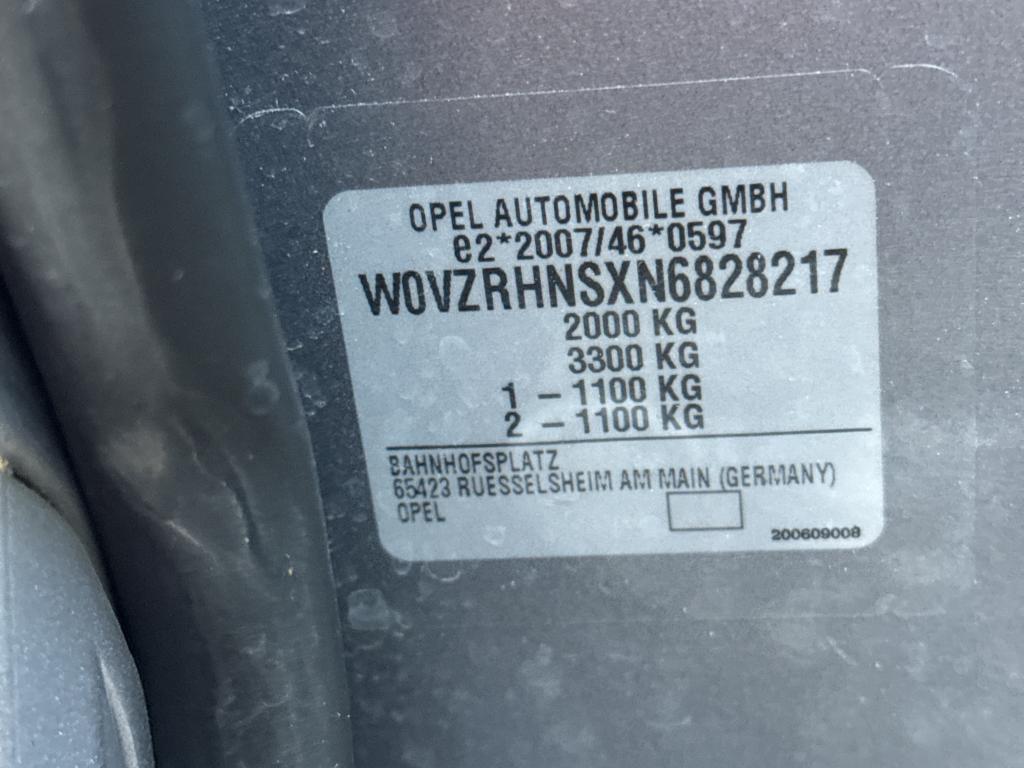 OPEL AUTOMOBILE GMBH
e2*2007/46*0597
W0VZRHNSXN6828217
2000 KG
3300 KG
1 – 1100 KG
2 – 1100 KG
BAHNHOFSPLATZ
65423 RUESSELSHEIM AM MAIN (GERMANY)
OPEL
200609008